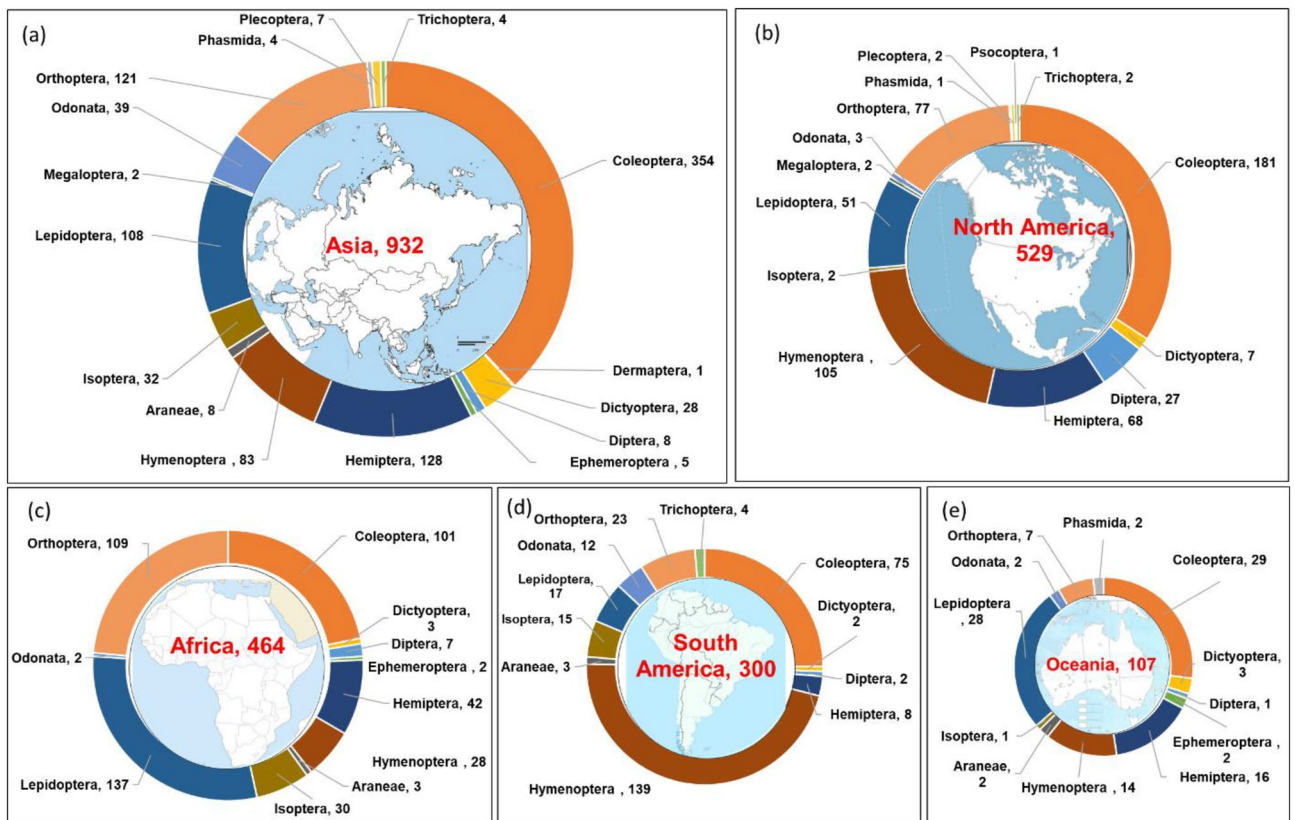 (a)
Plecoptera, 7
Trichoptera, 4
Phasmida, 4
Orthoptera, 121
Odonata, 39
Coleoptera, 354
Megaloptera, 2
Lepidoptera, 108
Asia, 932
Isoptera, 32
Dermaptera, 1
Dictyoptera, 28
Araneae, 8
Diptera, 8
Hymenoptera , 83
Hemiptera, 128
Ephemeroptera , 5
(b)
Psocoptera, 1
Plecoptera, 2
Trichoptera, 2
Phasmida, 1
Orthoptera, 77
Odonata, 3
Coleoptera, 181
Megaloptera, 2
Lepidoptera, 51
North America,
529
Isoptera, 2
Hymenoptera ,
105
Dictyoptera, 7
Diptera, 27
Hemiptera, 68
(c)
Orthoptera, 109
Coleoptera, 101
Dictyoptera,
3
Africa, 464
Diptera, 7
Odonata, 2
Ephemeroptera , 2
Hemiptera, 42
Hymenoptera , 28
Lepidoptera, 137
Araneae, 3
Isoptera, 30
(d)
Trichoptera, 4
Orthoptera, 23
Odonata, 12
Coleoptera, 75
Lepidoptera,
17
Dictyoptera,
2
Isoptera, 15
South
America, 300
Araneae, 3
Diptera, 2
Hemiptera, 8
Hymenoptera , 139
(e)
Phasmida, 2
Orthoptera, 7
Odonata, 2
Coleoptera, 29
Lepidoptera
, 28
Dictyoptera,
3
Oceania, 107
Diptera, 1
Isoptera, 1
Ephemeroptera ,
2
Araneae,
2
Hemiptera, 16
Hymenoptera , 14